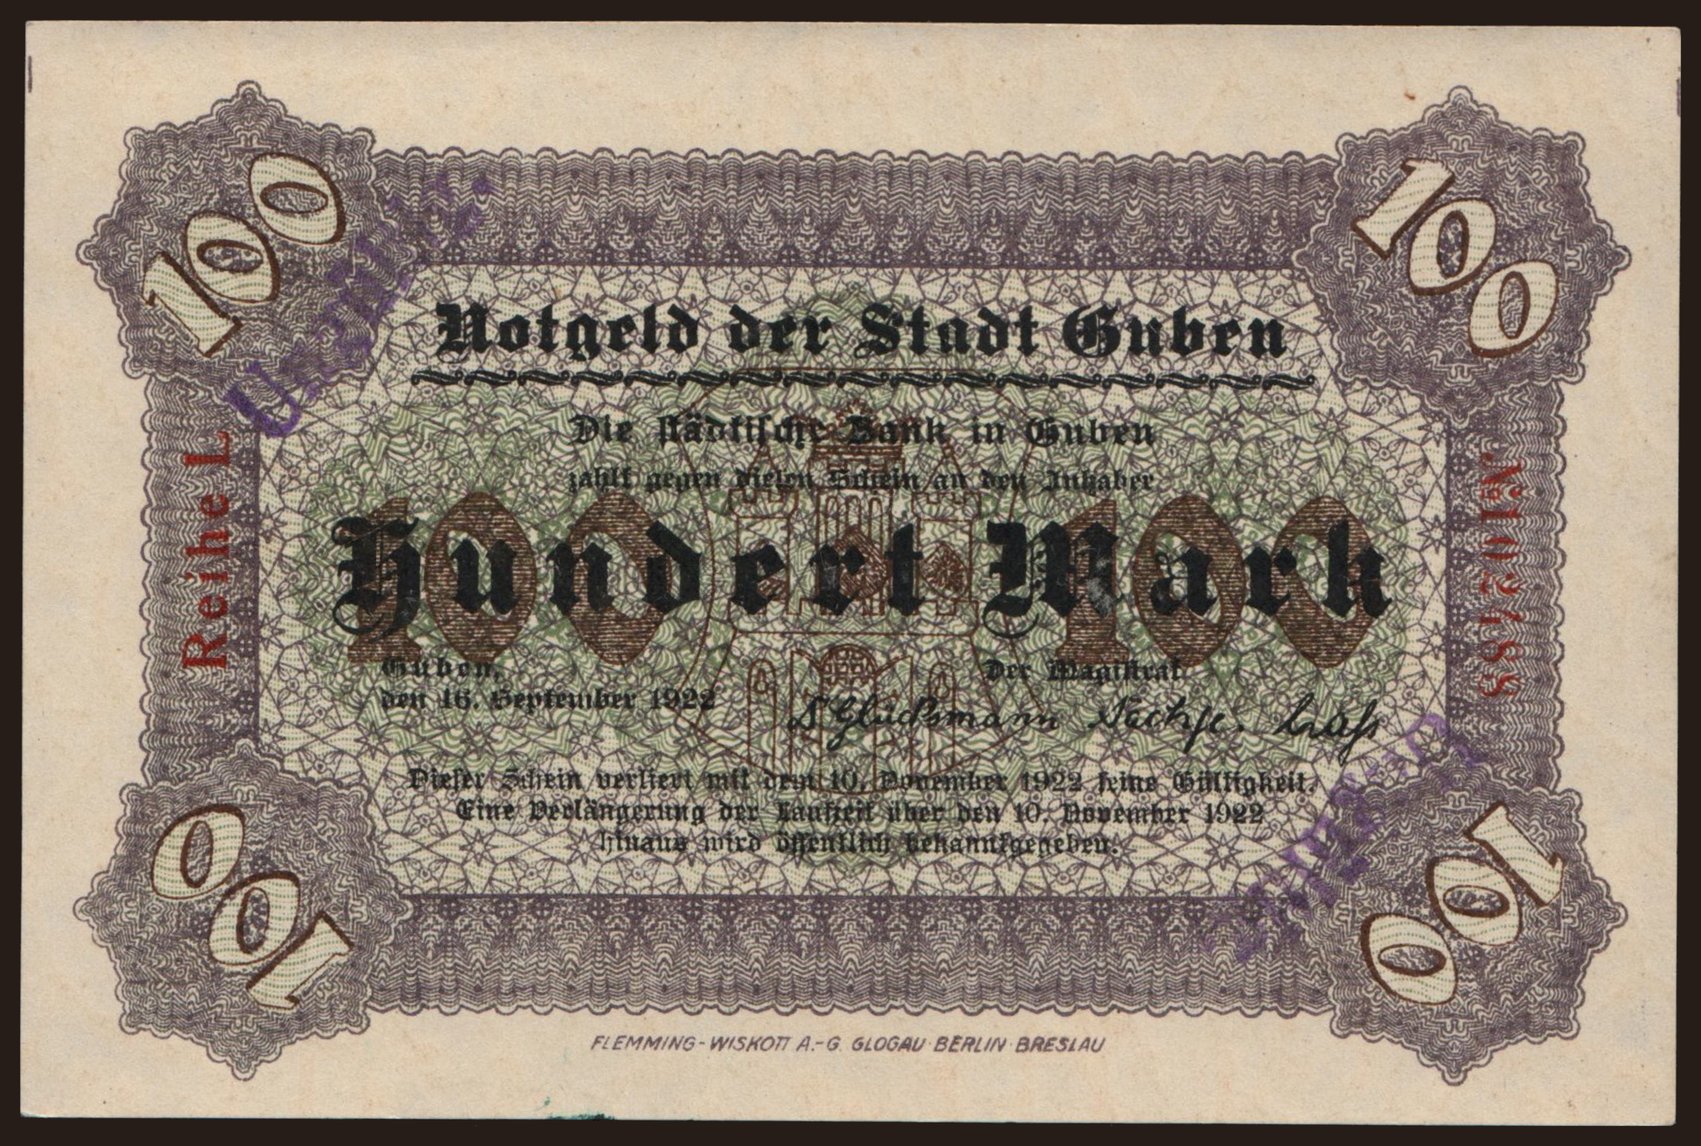 100
100
Notgeld der Stadt Guben
Die städtische Bank in Guben
zahlt gegen diesen Schein an den Inhaber
100 100
Hundert Mark
Reihe L
Guben,
den 16. September 1922
Der Magistrat
Glücksmann
Dieser Schein verliert mit dem 10. November 1922 seine Gültigkeit.
Eine Verlängerung der Laufzeit über den 10. November 1922
hinaus wird öffentlich bekanntgegeben.
100
100
FLEMMING-WISKOTT A.-G. GLOGAU·BERLIN·BRESLAU